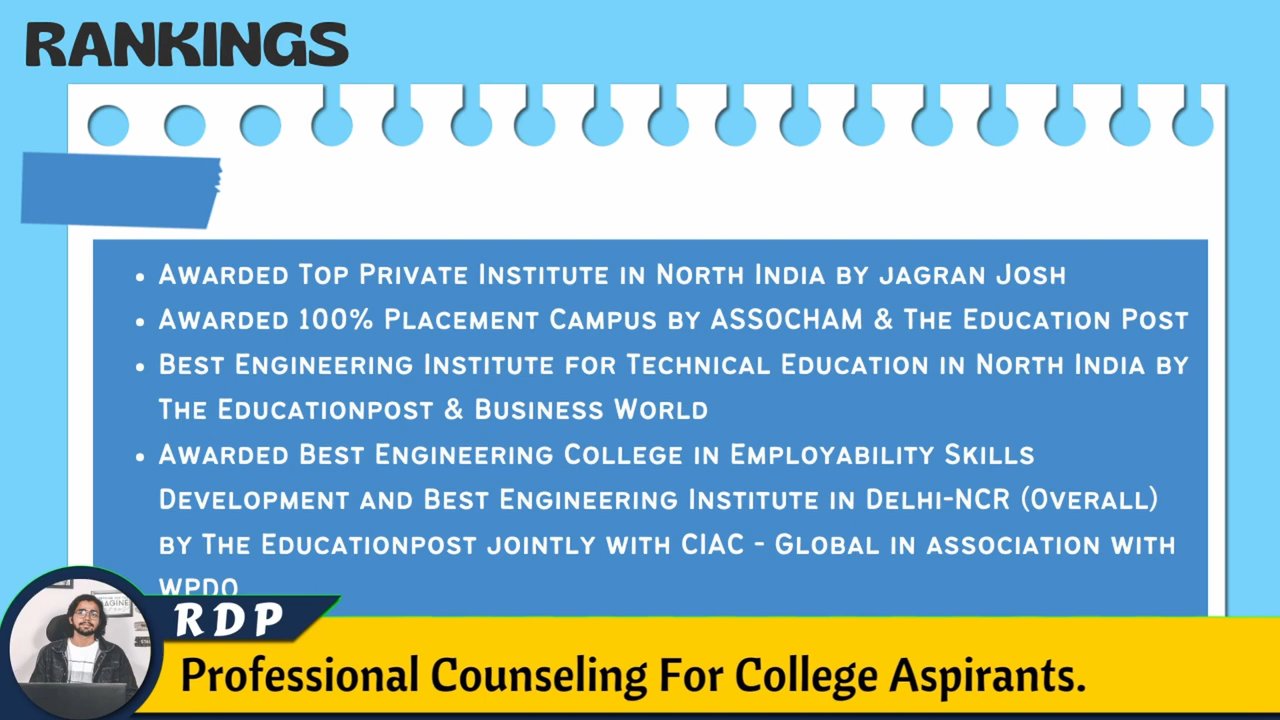 RANKINGS
• Awarded Top Private Institute in North India by jagran Josh
• Awarded 100% Placement Campus by ASSOCHAM & The Education Post
• Best Engineering Institute for Technical Education in North India by
The Educationpost & Business World
• Awarded Best Engineering College in Employability Skills
Development and Best Engineering Institute in Delhi-NCR (Overall)
by The Educationpost jointly with CIAC - Global in association with
WPDO
RDP
Professional Counseling For College Aspirants.